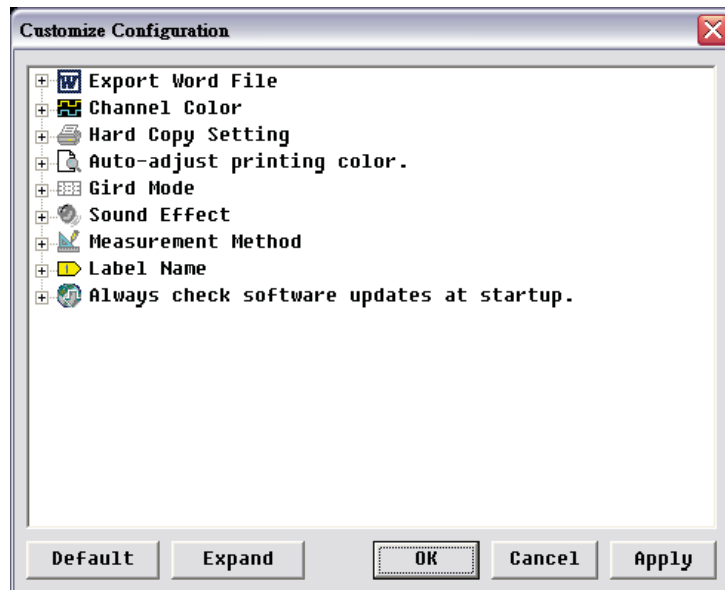 Customize Configuration
Export Word File
Channel Color
Hard Copy Setting
Auto-adjust printing color.
Gird Mode
Sound Effect
Measurement Method
Label Name
Always check software updates at startup.
Default Expand OK Cancel Apply